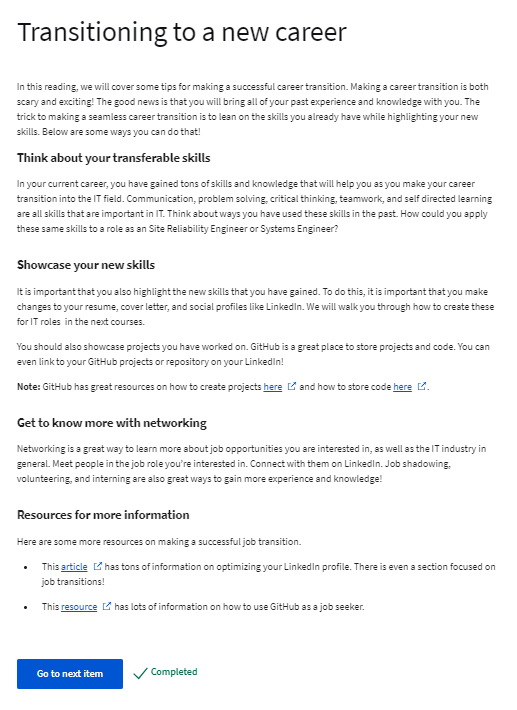 Transitioning to a new career
In this reading, we will cover some tips for making a successful career transition. Making a career transition is both
scary and exciting! The good news is that you will bring all of your past experience and knowledge with you. The
trick to making a seamless career transition is to lean on the skills you already have while highlighting your new
skills. Below are some ways you can do that!
Think about your transferable skills
In your current career, you have gained tons of skills and knowledge that will help you as you make your career
transition into the IT field. Communication, problem solving, critical thinking, teamwork, and self directed learning
are all skills that are important in IT. Think about ways you have used these skills in the past. How could you apply
these same skills to a role as an Site Reliability Engineer or Systems Engineer?
Showcase your new skills
It is important that you also highlight the new skills that you have gained. To do this, it is important that you make
changes to your resume, cover letter, and social profiles like LinkedIn. We will walk you through how to create these
for IT roles in the next courses.
You should also showcase projects you have worked on. GitHub is a great place to store projects and code. You can
even link to your GitHub projects or repository on your LinkedIn!
Note: GitHub has great resources on how to create projects here and how to store code here.
Get to know more with networking
Networking is a great way to learn more about job opportunities you are interested in, as well as the IT industry in
general. Meet people in the job role you're interested in. Connect with them on LinkedIn. Job shadowing,
volunteering, and interning are also great ways to gain more experience and knowledge!
Resources for more information
Here are some more resources on making a successful job transition.
• This article has tons of information on optimizing your LinkedIn profile. There is even a section focused on
job transitions!
• This resource has lots of information on how to use GitHub as a job seeker.
Go to next item Completed